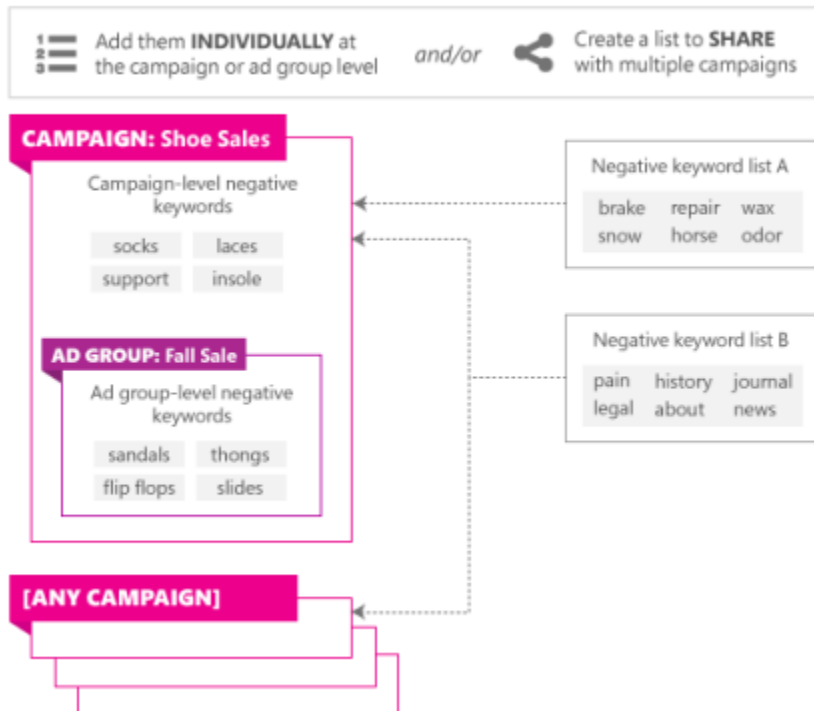 1
2
3
Add them INDIVIDUALLY at
the campaign or ad group level
and/or
Create a list to SHARE
with multiple campaigns
CAMPAIGN: Shoe Sales
Campaign-level negative
keywords
socks laces
support insole
AD GROUP: Fall Sale
Ad group-level negative
keywords
sandals thongs
flip flops slides
Negative keyword list A
brake repair wax
snow horse odor
Negative keyword list B
pain history journal
legal about news
[ANY CAMPAIGN]